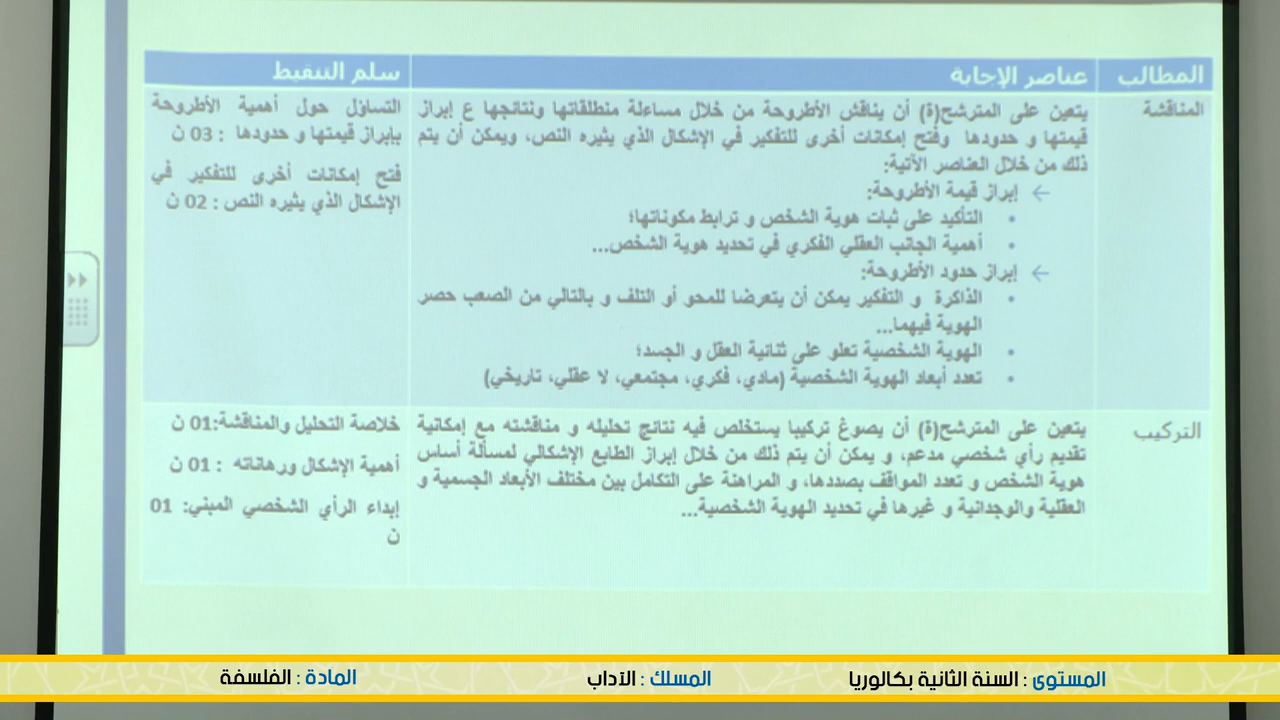 المطالب
عناصر الإجابة
سلم التنقيط
المناقشة
يتعين على المترشح(ة) أن يناقش الأطروحة من خلال مساءلة منطلقاتها ونتائجها ع إبراز
قيمتها و حدودها وفتح إمكانات أخرى للتفكير في الإشكال الذي يثيره النص، ويمكن أن يتم
ذلك من خلال العناصر الآتية:
← إبراز قيمة الأطروحة:
• التأكيد على ثبات هوية الشخص و ترابط مكوناتها؛
• أهمية الجانب العقلي الفكري في تحديد هوية الشخص...
← إبراز حدود الأطروحة:
• الذاكرة و التفكير يمكن أن يتعرضا للمحو أو التلف و بالتالي من الصعب حصر
الهوية فيهما...
• الهوية الشخصية تعلو على ثنائية العقل و الجسد؛
• تعدد أبعاد الهوية الشخصية (مادي، فكري، مجتمعي، لا عقلي، تاريخي)
التساؤل حول أهمية الأطروحة
بإبراز قيمتها و حدودها : 03 ن
فتح إمكانات أخرى للتفكير في
الإشكال الذي يثيره النص : 02 ن
التركيب
يتعين على المترشح(ة) أن يصوغ تركيبا يستخلص فيه نتائج تحليله و مناقشته مع إمكانية
تقديم رأي شخصي مدعم، و يمكن أن يتم ذلك من خلال إبراز الطابع الإشكالي لمسألة أساس
هوية الشخص و تعدد المواقف بصددها، و المراهنة على التكامل بين مختلف الأبعاد الجسمية و
العقلية والوجدانية و غيرها في تحديد الهوية الشخصية...
خلاصة التحليل والمناقشة:01 ن
أهمية الإشكال ورهاناته : 01 ن
إبداء الرأي الشخصي المبني: 01
ن
المستوى : السنة الثانية بكالوريا
المسلك : الآداب
المادة : الفلسفة